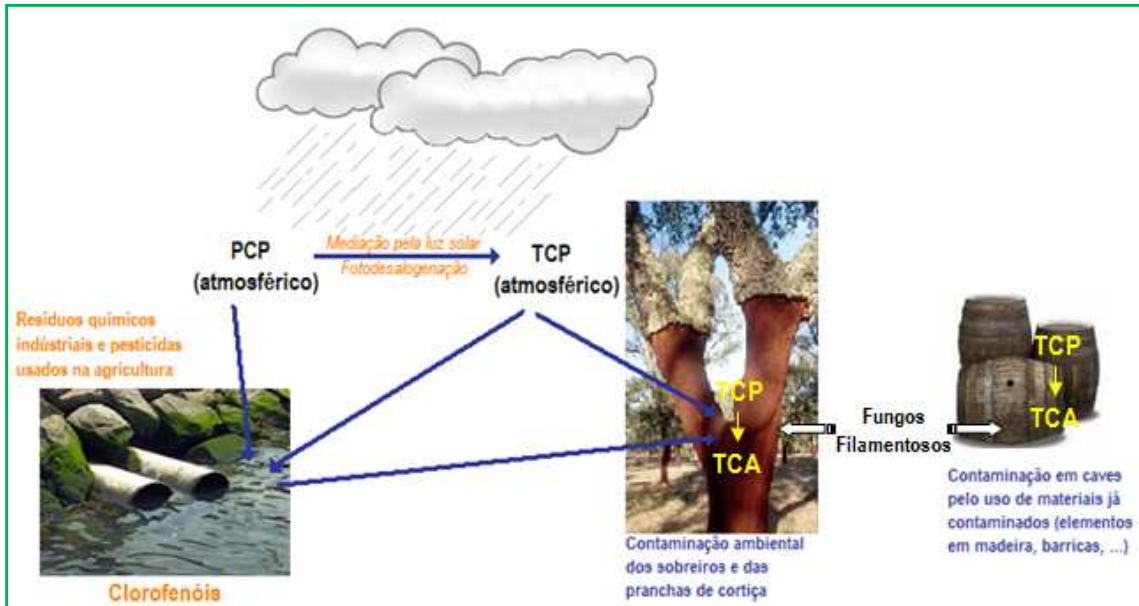 PCP
(atmosférico)
Mediação pela luz solar
Fotodesalogenação
TCP
(atmosférico)
Resíduos químicos
indústriais e pesticidas
usados na agricultura
Clorofenóis
TCP
TCA
Contaminação ambiental
dos sobreiros e das
pranchas de cortiça
Fungos
Filamentosos
TCP
TCA
Contaminação em caves
pelo uso de materiais já
contaminados (elementos
em madeira, barricas, ...)